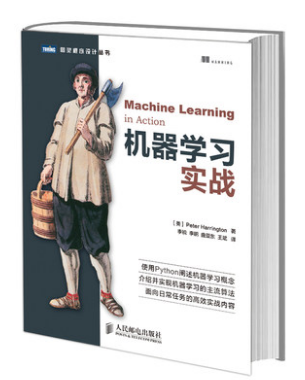 TURING 图灵程序设计丛书
MANNING
Machine Learning
in Action
机器学习
实战
[美] Peter Harrington 著
李锐 李鹏 曲亚东 王斌 译
使用Python阐述机器学习概念
介绍并实现机器学习的主流算法
面向日常任务的高效实战内容
人民邮电出版社